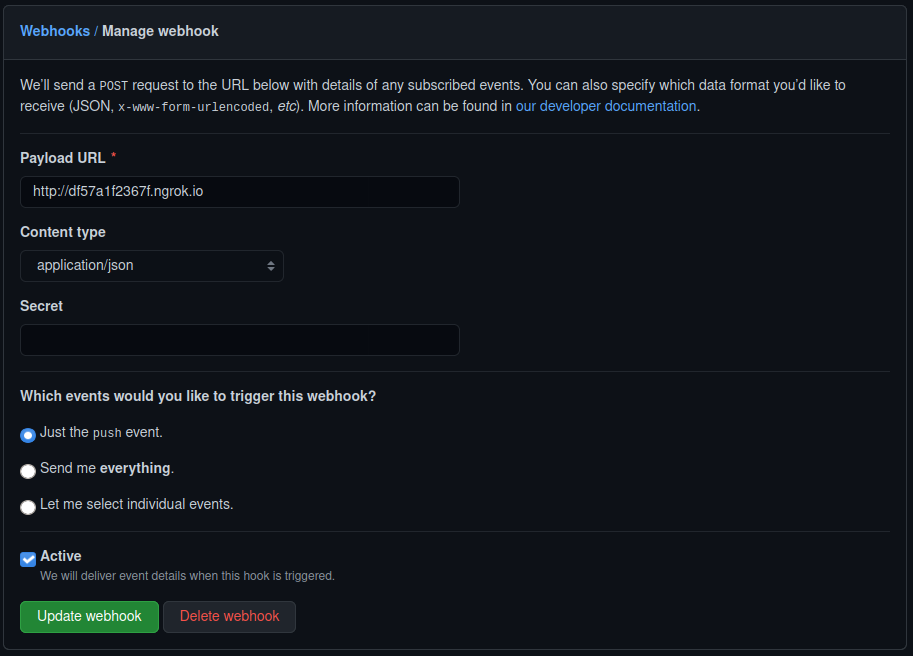 Webhooks / Manage webhook
We'll send a POST request to the URL below with details of any subscribed events. You can also specify which data format you'd like to
receive (JSON, x-www-form-urlencoded, etc). More information can be found in our developer documentation.
Payload URL *
http://df57a1f2367f.ngrok.io
Content type
application/json
Secret
Which events would you like to trigger this webhook?
Just the push event.
Send me everything.
Let me select individual events.
Active
We will deliver event details when this hook is triggered.
Update webhook Delete webhook